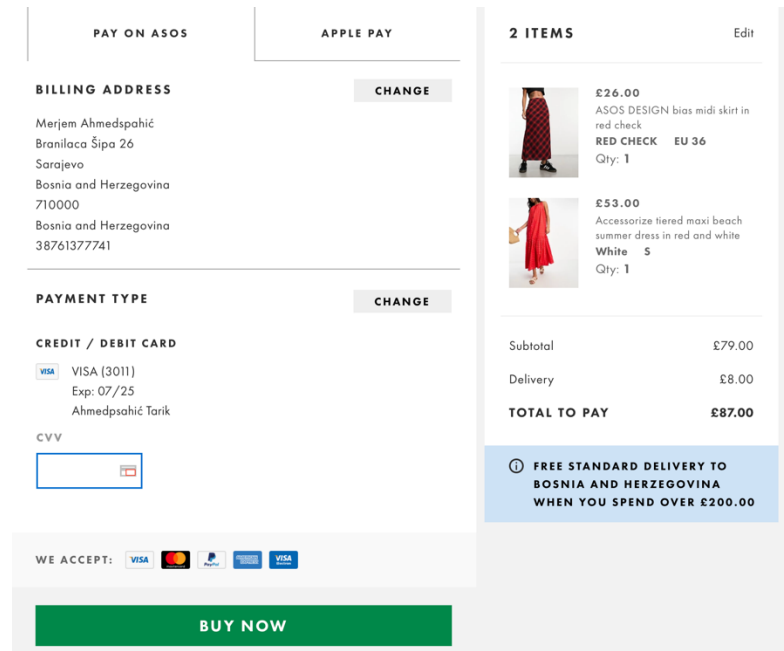 PAY ON ASOS
APPLE PAY
BILLING ADDRESS
CHANGE
Merjem Ahmedspahić
Branilaca Šipa 26
Sarajevo
Bosnia and Herzegovina
710000
Bosnia and Herzegovina
38761377741
PAYMENT TYPE
CHANGE
CREDIT / DEBIT CARD
VISA VISA (3011)
Exp: 07/25
Ahmedpsahić Tarik
CVV
WE ACCEPT: VISA PayPal VISA
BUY NOW
2 ITEMS
Edit
£26.00
ASOS DESIGN bias midi skirt in
red check
RED CHECK EU 36
Qty: 1
£53.00
Accessorize tiered maxi beach
summer dress in red and white
White S
Qty: 1
Subtotal £79.00
Delivery £8.00
TOTAL TO PAY £87.00
FREE STANDARD DELIVERY TO
BOSNIA AND HERZEGOVINA
WHEN YOU SPEND OVER £200.00